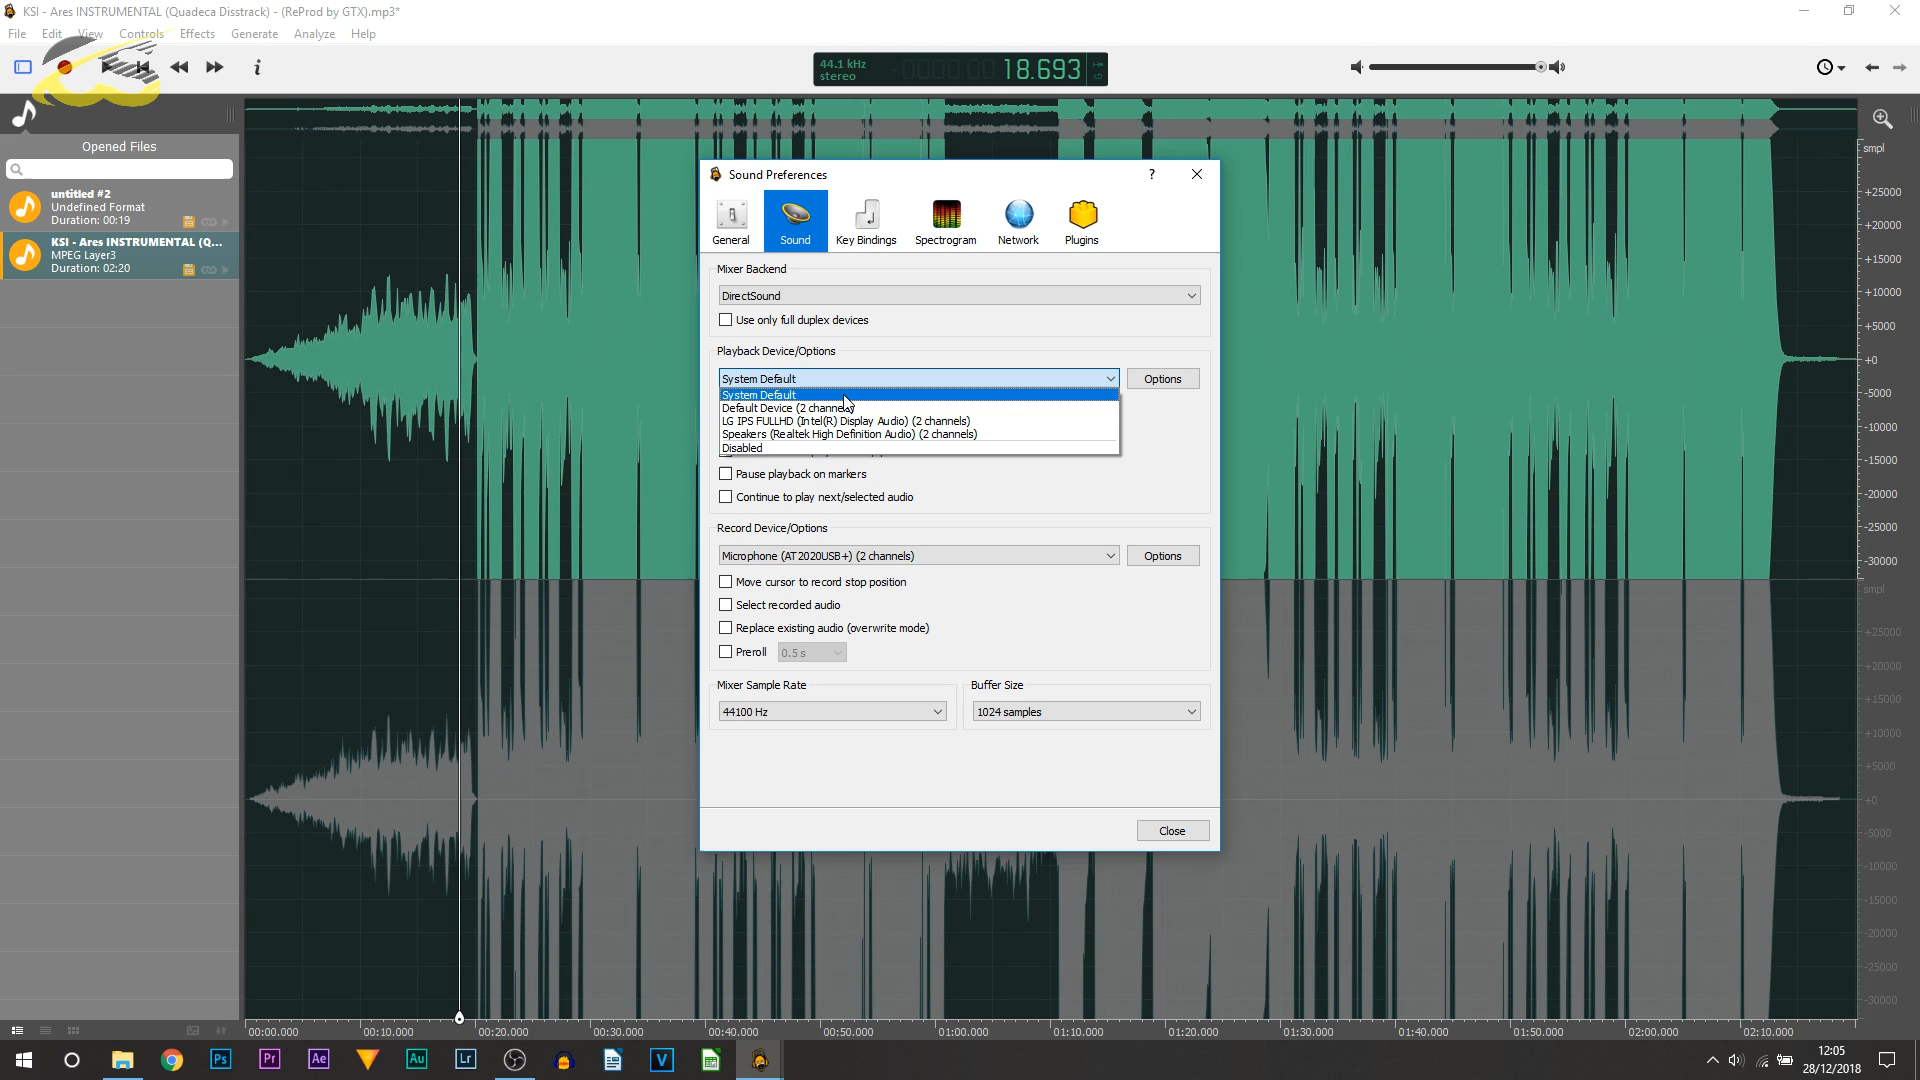 KSI - Ares INSTRUMENTAL (Quadeca Disstrack) - (ReProd by GTX).mp3*
File Edit View Controls Effects Generate Analyze Help
44.1 kHz
stereo
18.693
Opened Files
untitled #2
Undefined Format
Duration: 00:19
KSI - Ares INSTRUMENTAL (Q...
MPEG Layer3
Duration: 02:20
Sound Preferences
?
General Sound Key Bindings Spectrogram Network Plugins
Mixer Backend
DirectSound
Use only full duplex devices
Playback Device/Options
System Default
Options
System Default
Default Device (2 channels)
LG IPS FULLHD (Intel(R) Display Audio) (2 channels)
Speakers (Realtek High Definition Audio) (2 channels)
Disabled
Pause playback on markers
Continue to play next/selected audio
Record Device/Options
Microphone (AT2020USB+) (2 channels)
Options
Move cursor to record stop position
Select recorded audio
Replace existing audio (overwrite mode)
Preroll 0.5 s
Mixer Sample Rate
44100 Hz
Buffer Size
1024 samples
Close
smpl
+25000
+20000
+15000
+10000
+5000
+0
-5000
-10000
-15000
-20000
-25000
-30000
smpl
+25000
+20000
+15000
+10000
+5000
+0
-5000
-10000
-15000
-20000
-25000
-30000
00:00.000 00:10.000 00:20.000 00:30.000 00:40.000 00:50.000 01:00.000 01:10.000 01:20.000 01:30.000 01:40.000 01:50.000 02:00.000 02:10.000
Ps Pr Ae Au Lr V
12:05
28/12/2018